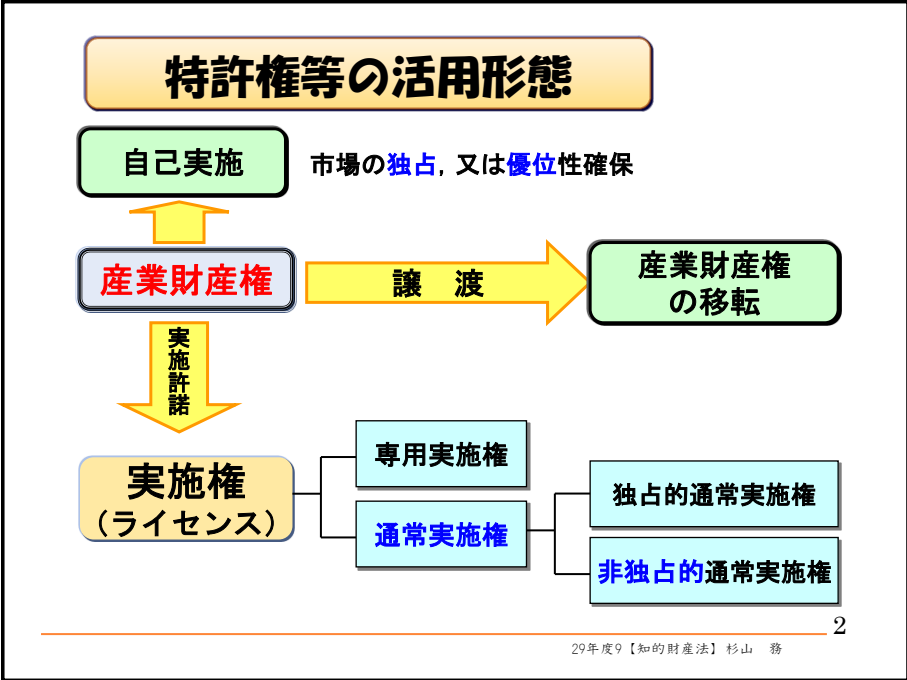 特許権等の活用形態
自己実施
市場の独占，又は優位性確保
産業財産権
譲　渡
産業財産権
の移転
実施許諾
実施権
（ライセンス）
専用実施権
通常実施権
独占的通常実施権
非独占的通常実施権
2
29年度9【知的財産法】杉山　務